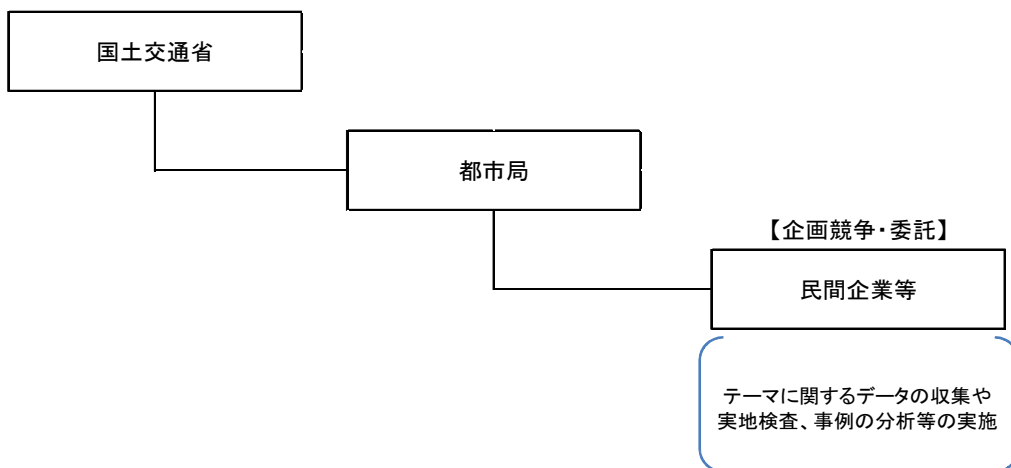 国土交通省
都市局
【企画競争・委託】
民間企業等
テーマに関するデータの収集や
実地検査、事例の分析等の実施